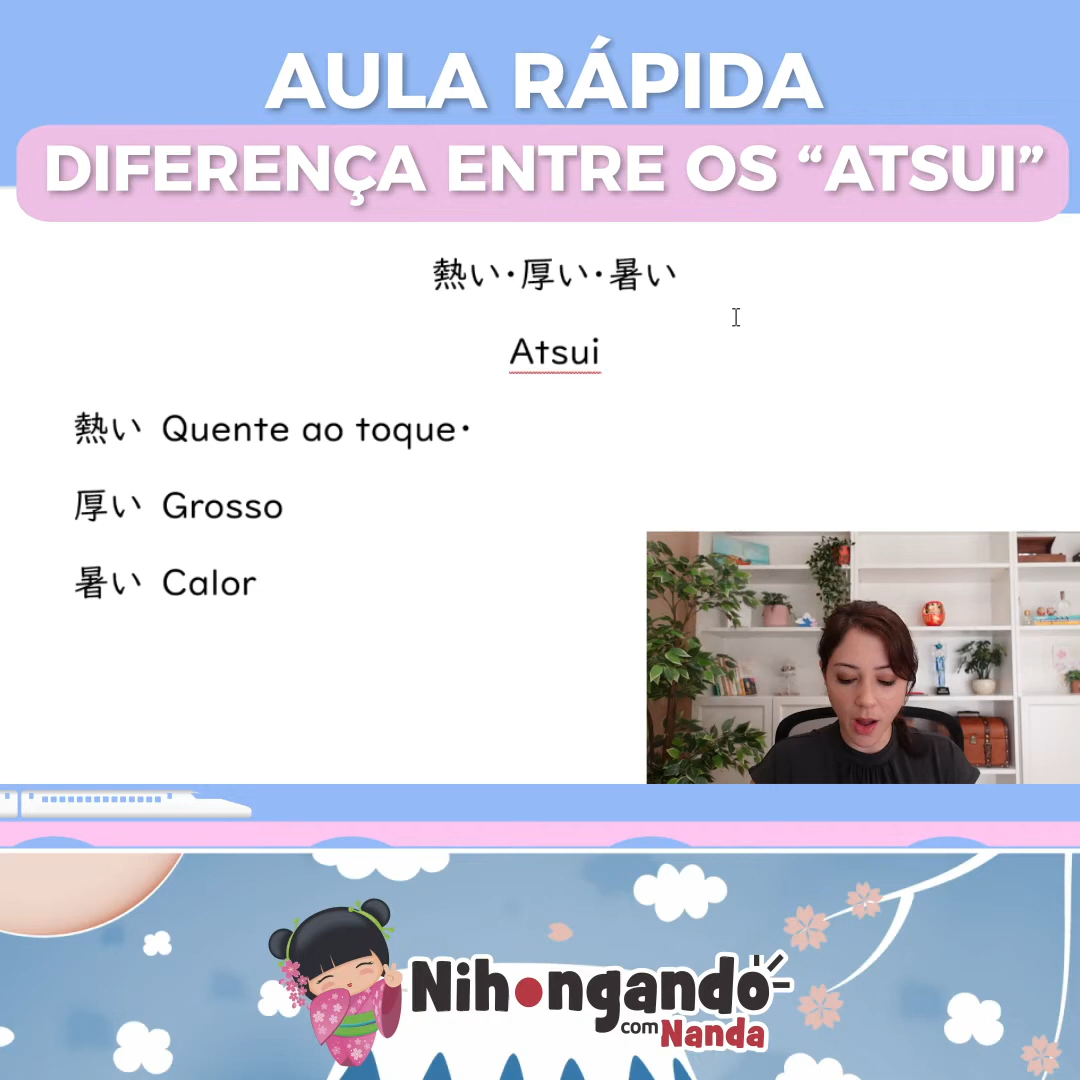 AULA RÁPIDA
DIFERENÇA ENTRE OS “ATSUI”
熱い・厚い・暑い
Atsui
熱い Quente ao toque・
厚い Grosso
暑い Calor
Nihongando
com Nanda